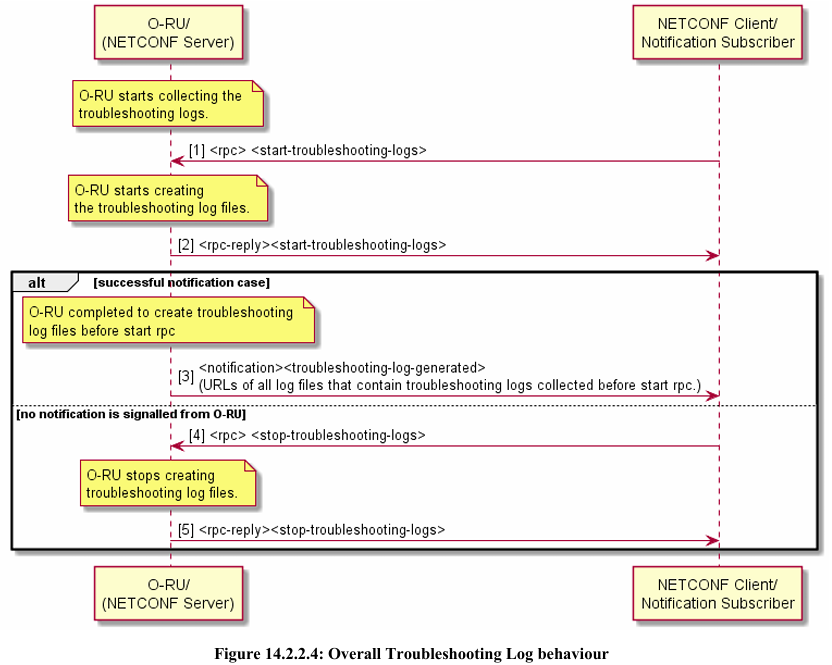 O-RU/
(NETCONF Server)
NETCONF Client/
Notification Subscriber
O-RU starts collecting the
troubleshooting logs.
[1] <rpc> <start-troubleshooting-logs>
O-RU starts creating
the troubleshooting log files.
[2] <rpc-reply><start-troubleshooting-logs>
alt
[successful notification case]
O-RU completed to create troubleshooting
log files before start rpc
[3]
<notification><troubleshooting-log-generated>
(URLs of all log files that contain troubleshooting logs collected before start rpc.)
[no notification is signalled from O-RU]
[4] <rpc> <stop-troubleshooting-logs>
O-RU stops creating
troubleshooting log files.
[5] <rpc-reply><stop-troubleshooting-logs>
O-RU/
(NETCONF Server)
NETCONF Client/
Notification Subscriber
Figure 14.2.2.4: Overall Troubleshooting Log behaviour